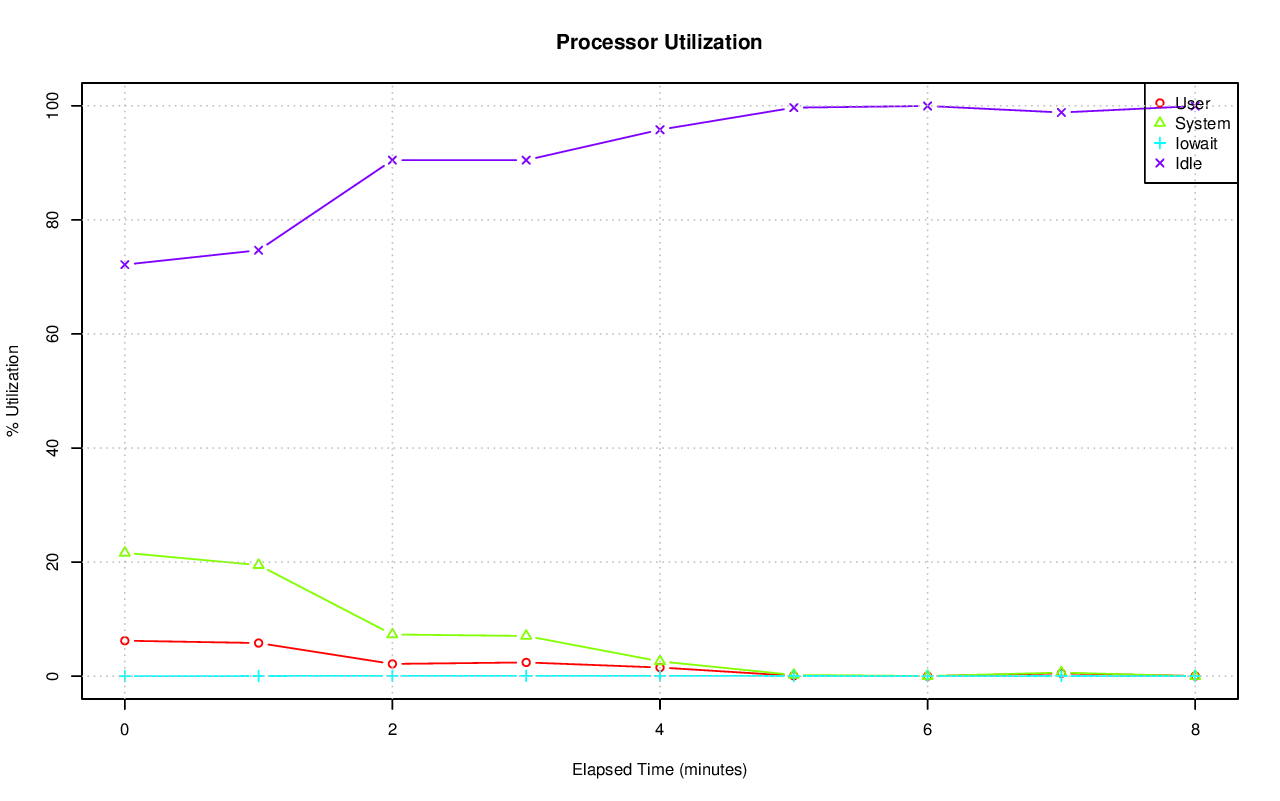 Processor Utilization
100
80
60
40
20
0
% Utilization
User
System
Iowait
Idle
0 2 4 6 8
Elapsed Time (minutes)